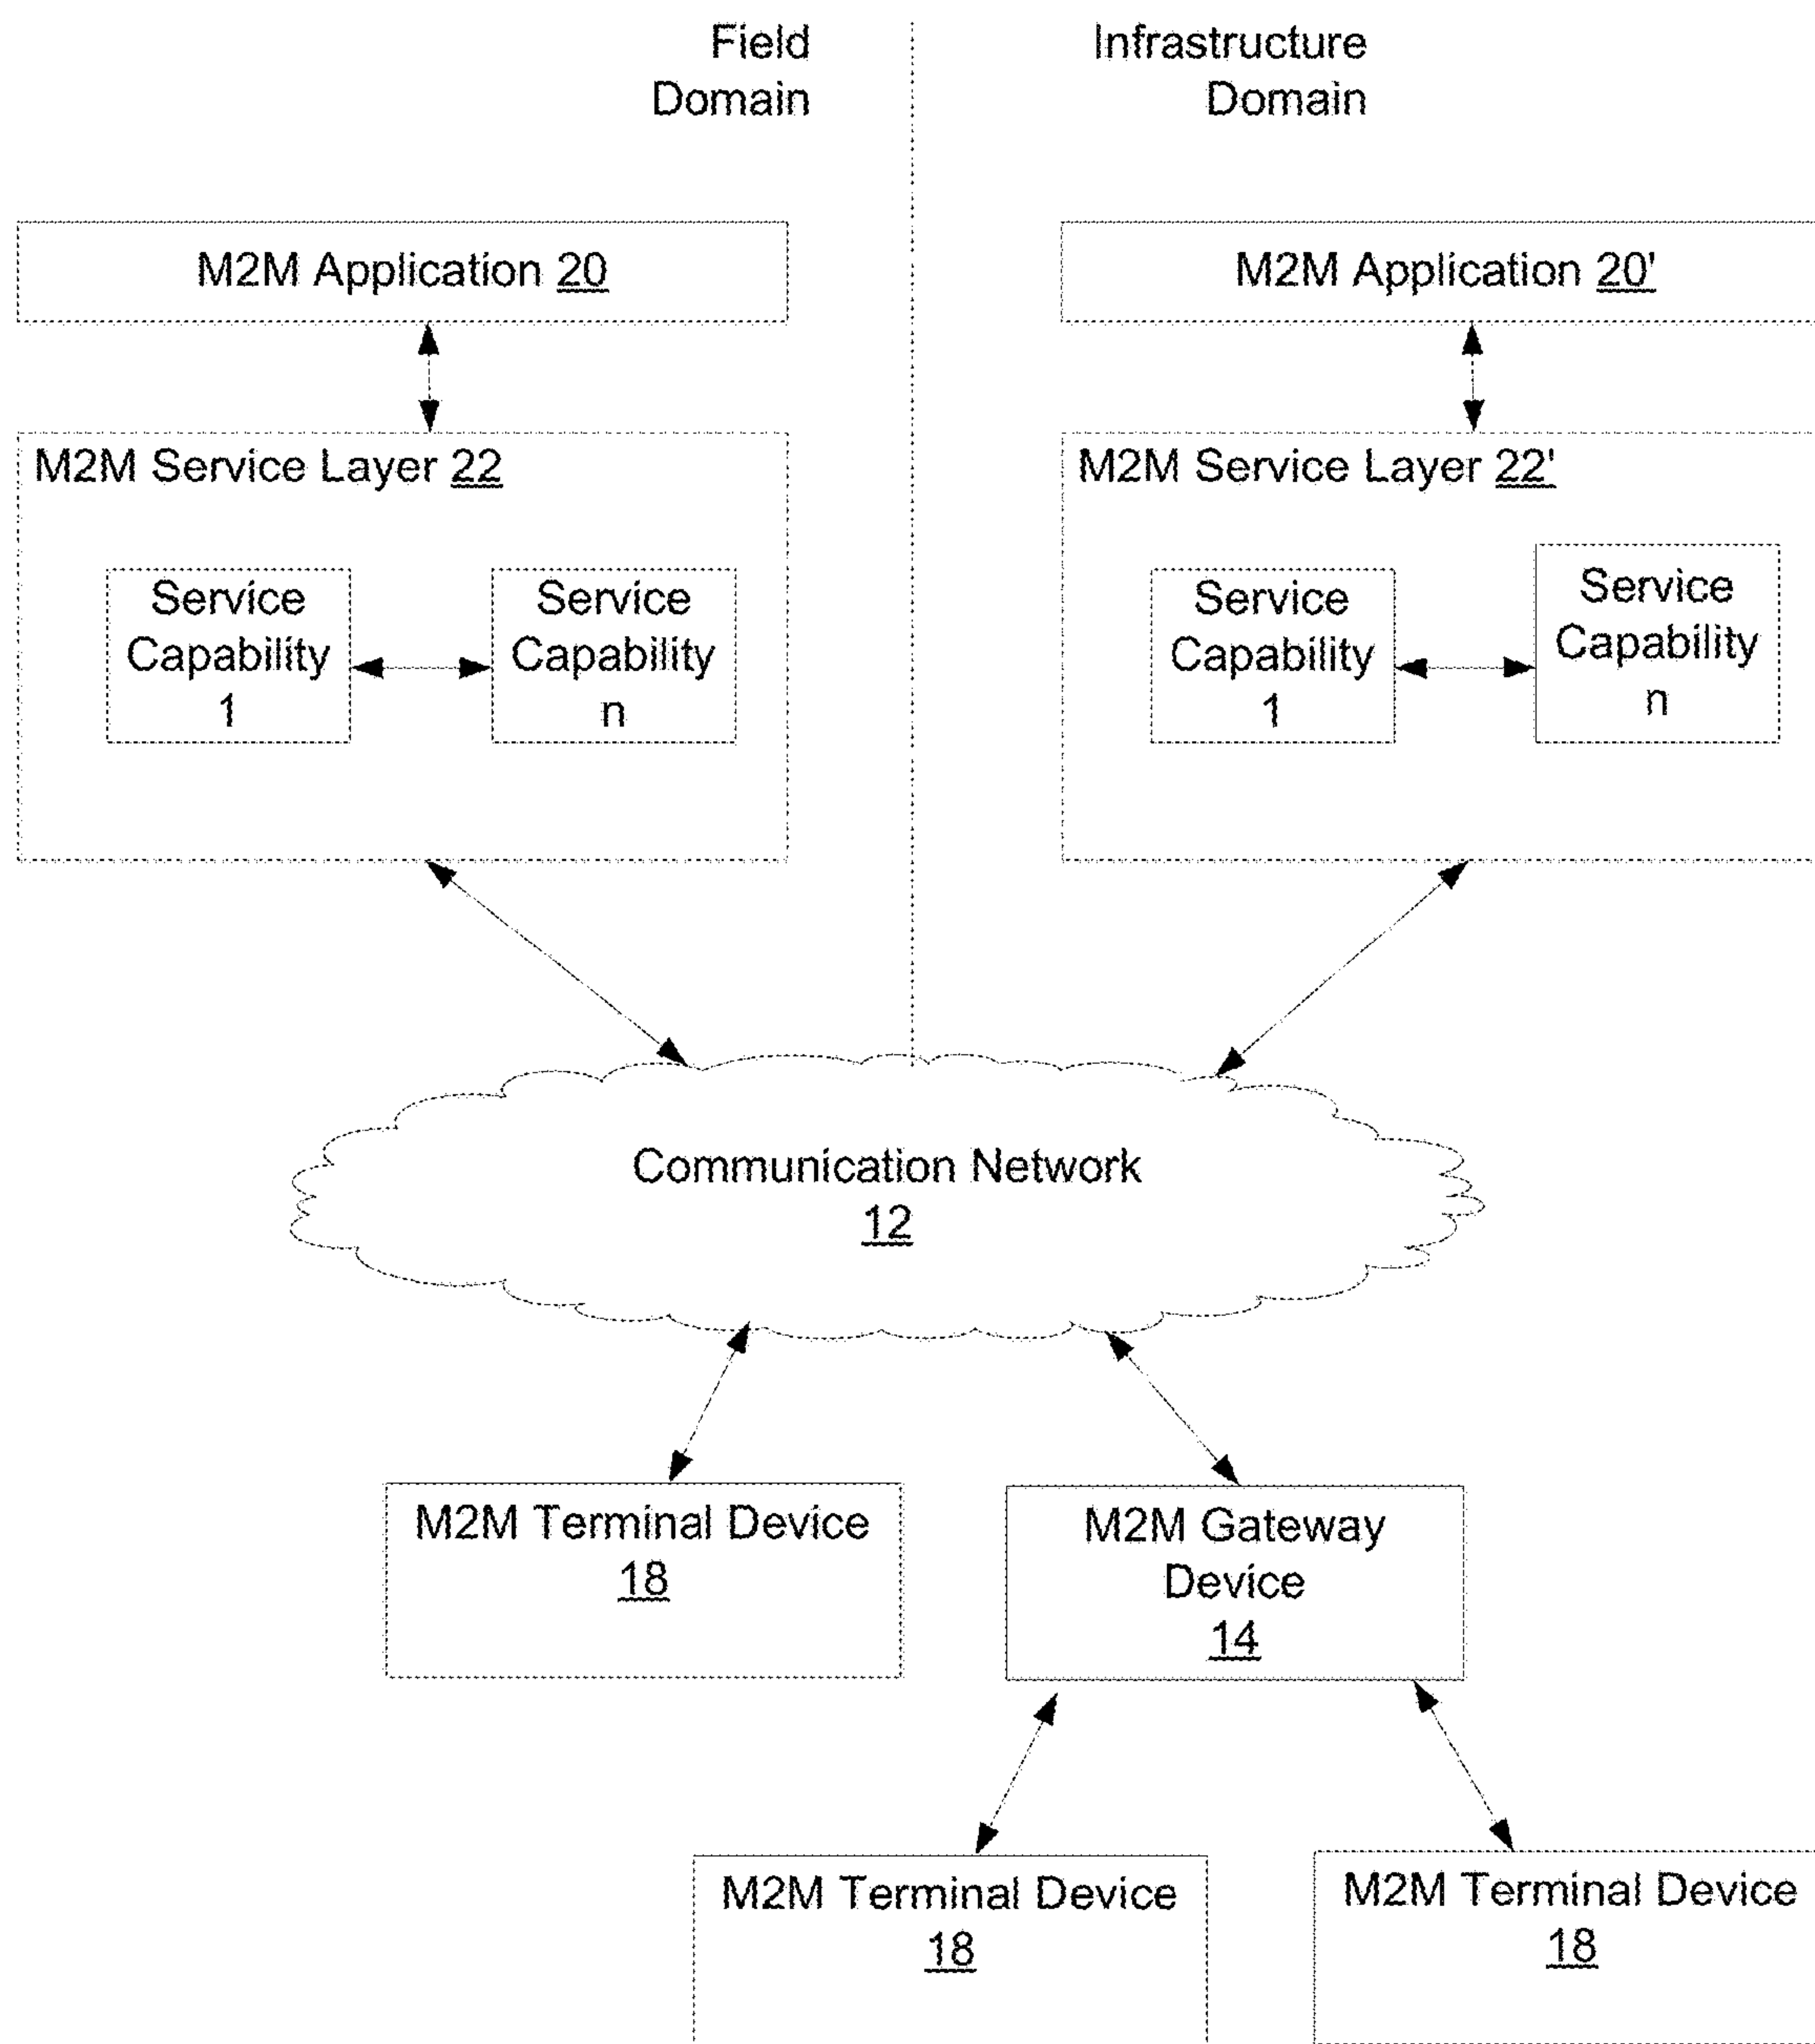 Field
Domain
Infrastructure
Domain
M2M Application 20
M2M Application 20'
M2M Service Layer 22
Service
Capability
1
Service
Capability
n
M2M Service Layer 22'
Service
Capability
1
Service
Capability
n
Communication Network
12
M2M Terminal Device
18
M2M Gateway
Device
14
M2M Terminal Device
18
M2M Terminal Device
18